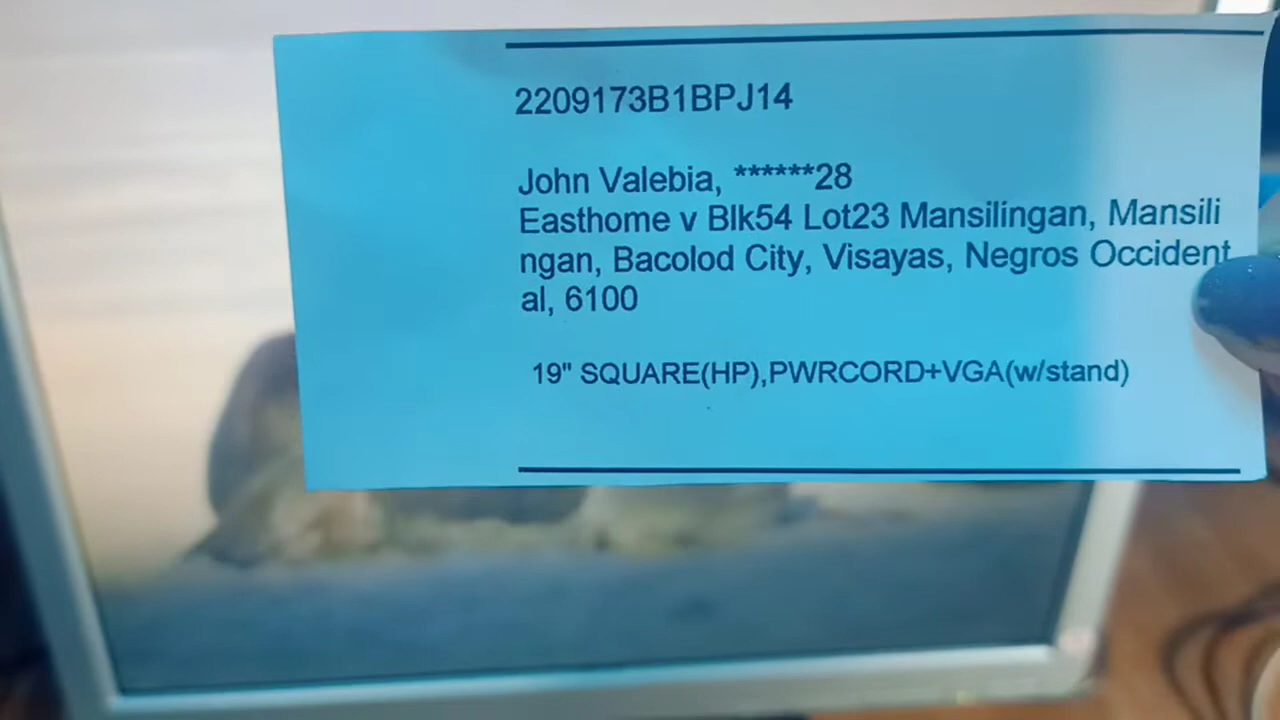 2209173B1BPJ14
John Valebia, ******28
Easthome v Blk54 Lot23 Mansilingan, Mansili
ngan, Bacolod City, Visayas, Negros Occident
al, 6100
19" SQUARE(HP),PWRCORD+VGA(w/stand)